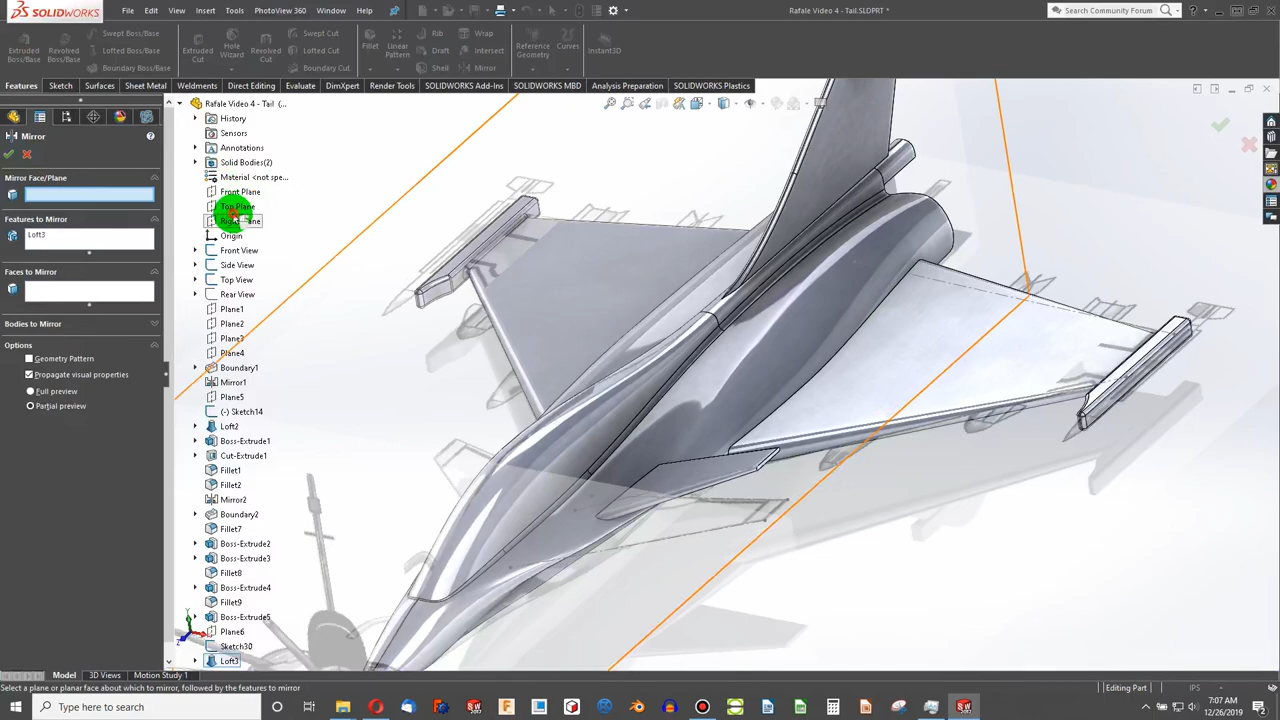 SOLIDWORKS
File Edit View Insert Tools PhotoView 360 Window Help
Rafale Video 4 - Tail.SLDPRT *
Search Community Forum
Extruded Boss/Base
Revolved Boss/Base
Swept Boss/Base
Lofted Boss/Base
Boundary Boss/Base
Extruded Cut
Hole Wizard
Revolved Cut
Swept Cut
Lofted Cut
Boundary Cut
Fillet
Linear Pattern
Rib
Draft
Shell
Wrap
Intersect
Mirror
Reference Geometry
Curves
Instant3D
Features Sketch Surfaces Sheet Metal Weldments Direct Editing Evaluate DimXpert Render Tools SOLIDWORKS Add-Ins SOLIDWORKS MBD Analysis Preparation SOLIDWORKS Plastics
Mirror
Mirror Face/Plane
Features to Mirror
Loft3
Faces to Mirror
Bodies to Mirror
Options
Geometry Pattern
Propagate visual properties
Full preview
Partial preview
Rafale Video 4 - Tail (...
History
Sensors
Annotations
Solid Bodies(2)
Material <not spe...
Front Plane
Top Plane
Right Plane
Origin
Front View
Side View
Top View
Rear View
Plane1
Plane2
Plane3
Plane4
Boundary1
Mirror1
Plane5
(-) Sketch14
Loft2
Boss-Extrude1
Cut-Extrude1
Fillet1
Fillet2
Mirror2
Boundary2
Fillet7
Boss-Extrude2
Boss-Extrude3
Fillet8
Boss-Extrude4
Fillet9
Boss-Extrude5
Plane6
Sketch30
Loft3
Y
Z
Model 3D Views Motion Study 1
Select a plane or planar face about which to mirror, followed by the features to mirror
Editing Part
IPS
Type here to search
7:07 AM
12/26/2019